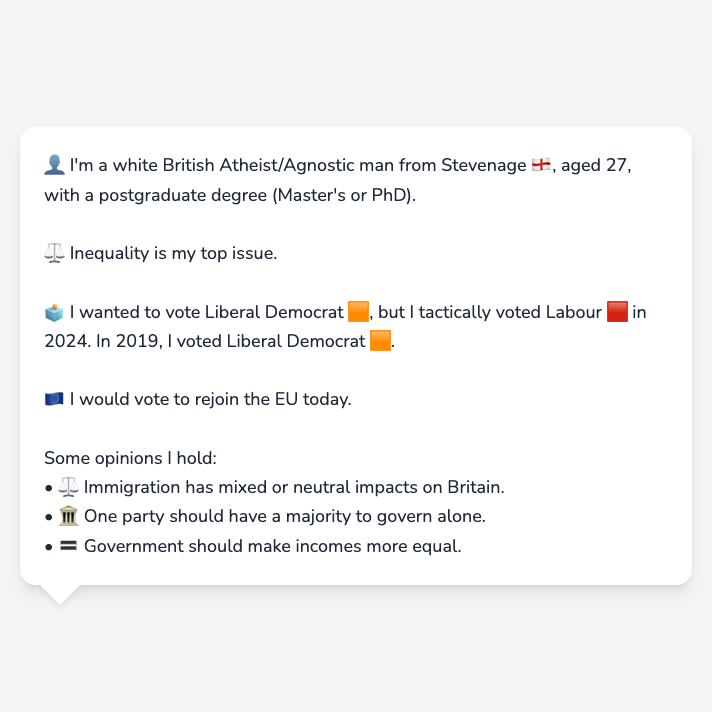 👤 I'm a white British Atheist/Agnostic man from Stevenage 🏴󠁧󠁢󠁥󠁮󠁧󠁿, aged 27,
with a postgraduate degree (Master's or PhD).
⚖️ Inequality is my top issue.
🗳️ I wanted to vote Liberal Democrat 🟧, but I tactically voted Labour 🟥 in
2024. In 2019, I voted Liberal Democrat 🟧.
🇪🇺 I would vote to rejoin the EU today.
Some opinions I hold:
• ⚖️ Immigration has mixed or neutral impacts on Britain.
• 🏛️ One party should have a majority to govern alone.
• 🟰 Government should make incomes more equal.